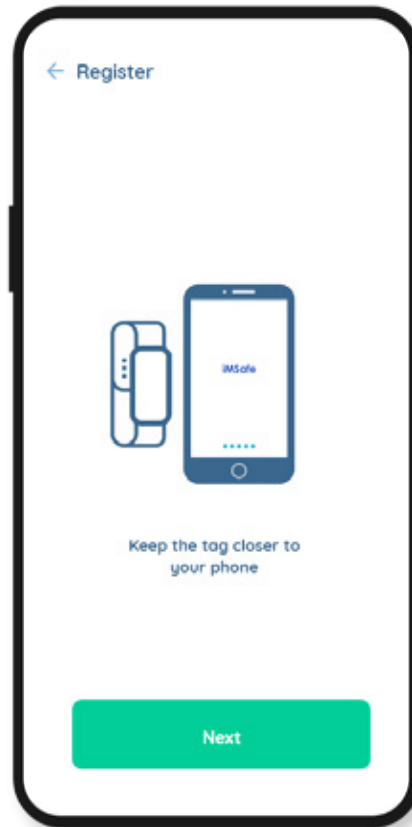 Register
iMSafe
Keep the tag closer to
your phone
Next